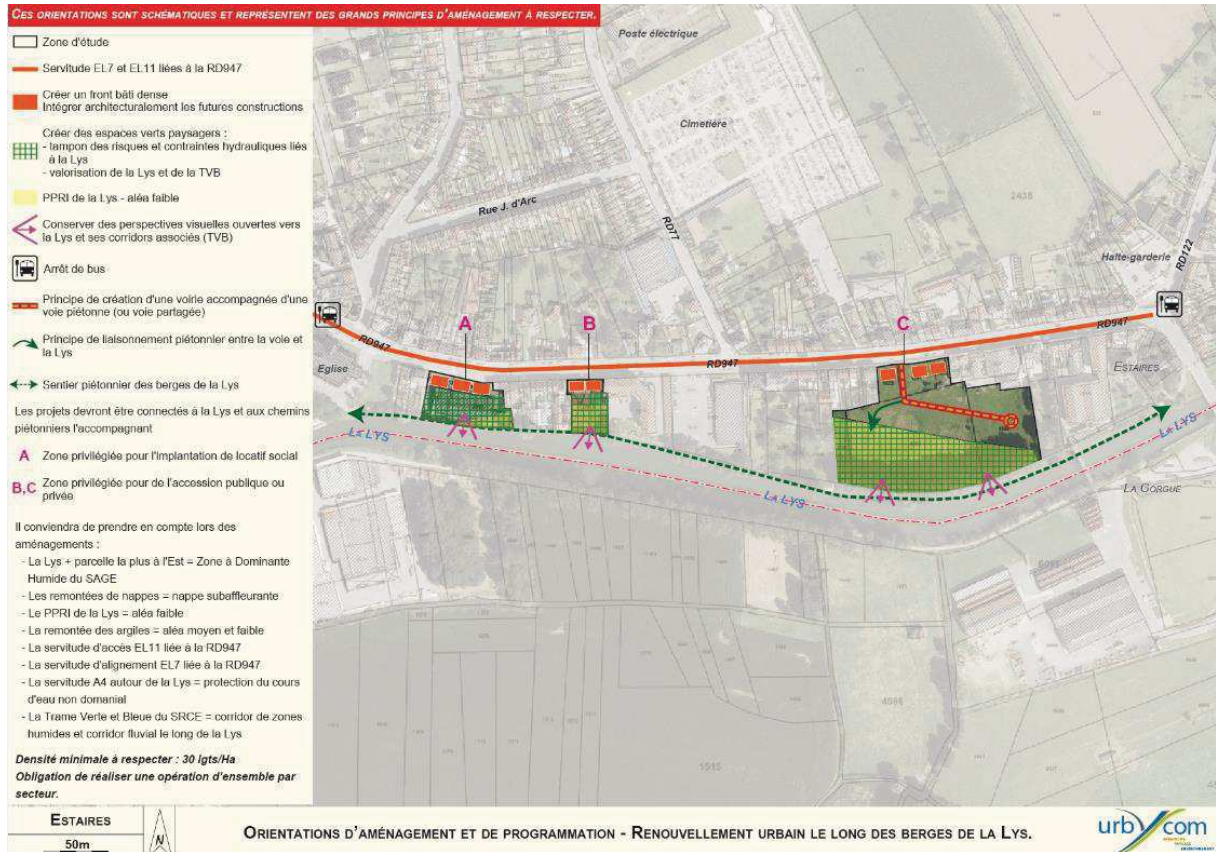 CES ORIENTATIONS SONT SCHÉMATIQUES ET REPRÉSENTENT DES GRANDS PRINCIPES D'AMÉNAGEMENT À RESPECTER.
Zone d'étude
Servitude EL7 et EL11 liées à la RD947
Créer un front bâti dense
Intégrer architecturalement les futures constructions
Créer des espaces verts paysagers :
- tampon des risques et contraintes hydrauliques liés
à la Lys
- valorisation de la Lys et de la TVB
PPRI de la Lys - aléa faible
Conserver des perspectives visuelles ouvertes vers
la Lys et ses corridors associés (TVB)
Arrêt de bus
Principe de création d'une voirie accompagnée d'une
voie piétonne (ou voie partagée)
Principe de liaisonnement piétonnier entre la voie et
la Lys
Sentier piétonnier des berges de la Lys
Les projets devront être connectés à la Lys et aux chemins
piétonniers l'accompagnant
A Zone privilégiée pour l'implantation de locatif social
B,C Zone privilégiée pour de l'accession publique ou
privée
Il conviendra de prendre en compte lors des
aménagements :
- La Lys + parcelle la plus à l'Est = Zone à Dominante
Humide du SAGE
- Les remontées de nappes = nappe subaffleurante
- Le PPRI de la Lys = aléa faible
- La remontée des argiles = aléa moyen et faible
- La servitude d'accès EL11 liée à la RD947
- La servitude d'alignement EL7 liée à la RD947
- La servitude A4 autour de la Lys = protection du cours
d'eau non domanial
- La Trame Verte et Bleue du SRCE = corridor de zones
humides et corridor fluvial le long de la Lys
Densité minimale à respecter : 30 lgts/Ha
Obligation de réaliser une opération d'ensemble par
secteur.
Poste électrique
Cimetière
Rue J. d'Arc
RD77
2435
Halte-garderie
RD122
A
B
C
RD947
RD947
RD947
Eglise
ESTAIRES
LA LYS
LA LYS
LA LYS
LA GORGUE
4586
1515
ESTAIRES
50m
N
ORIENTATIONS D'AMÉNAGEMENT ET DE PROGRAMMATION - RENOUVELLEMENT URBAIN LE LONG DES BERGES DE LA LYS.
urbycom